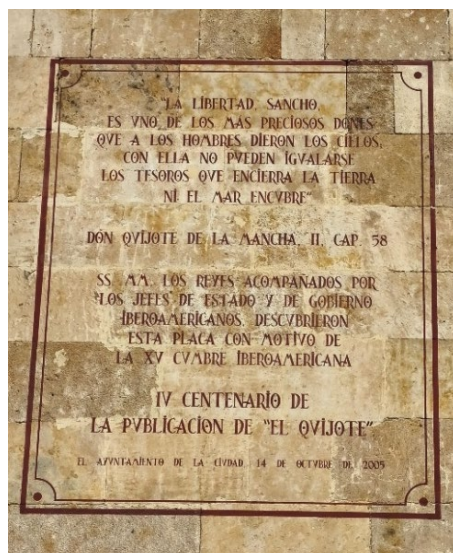 "LA LIBERTAD, SANCHO,
ES VNO DE LOS MAS PRECIOSOS DONES
QVE A LOS HOMBRES DIERON LOS CIELOS,
CON ELLA NO PVEDEN IGVALARSE
LOS TESOROS QVE ENCIERRA LA TIERRA
NI EL MAR ENCVBRE"
DON QVIJOTE DE LA MANCHA, II, CAP. 58
SS. MM. LOS REYES ACOMPAÑADOS POR
LOS JEFES DE ESTADO Y DE GOBIERNO
IBEROAMERICANOS, DESCVBRIERON
ESTA PLACA CON MOTIVO DE
LA XV CVMBRE IBEROAMERICANA
IV CENTENARIO DE
LA PVBLICACION DE "EL QVIJOTE"
EL AYVNTAMIENTO DE LA CIVDAD, 14 DE OCTVBRE DE 2005